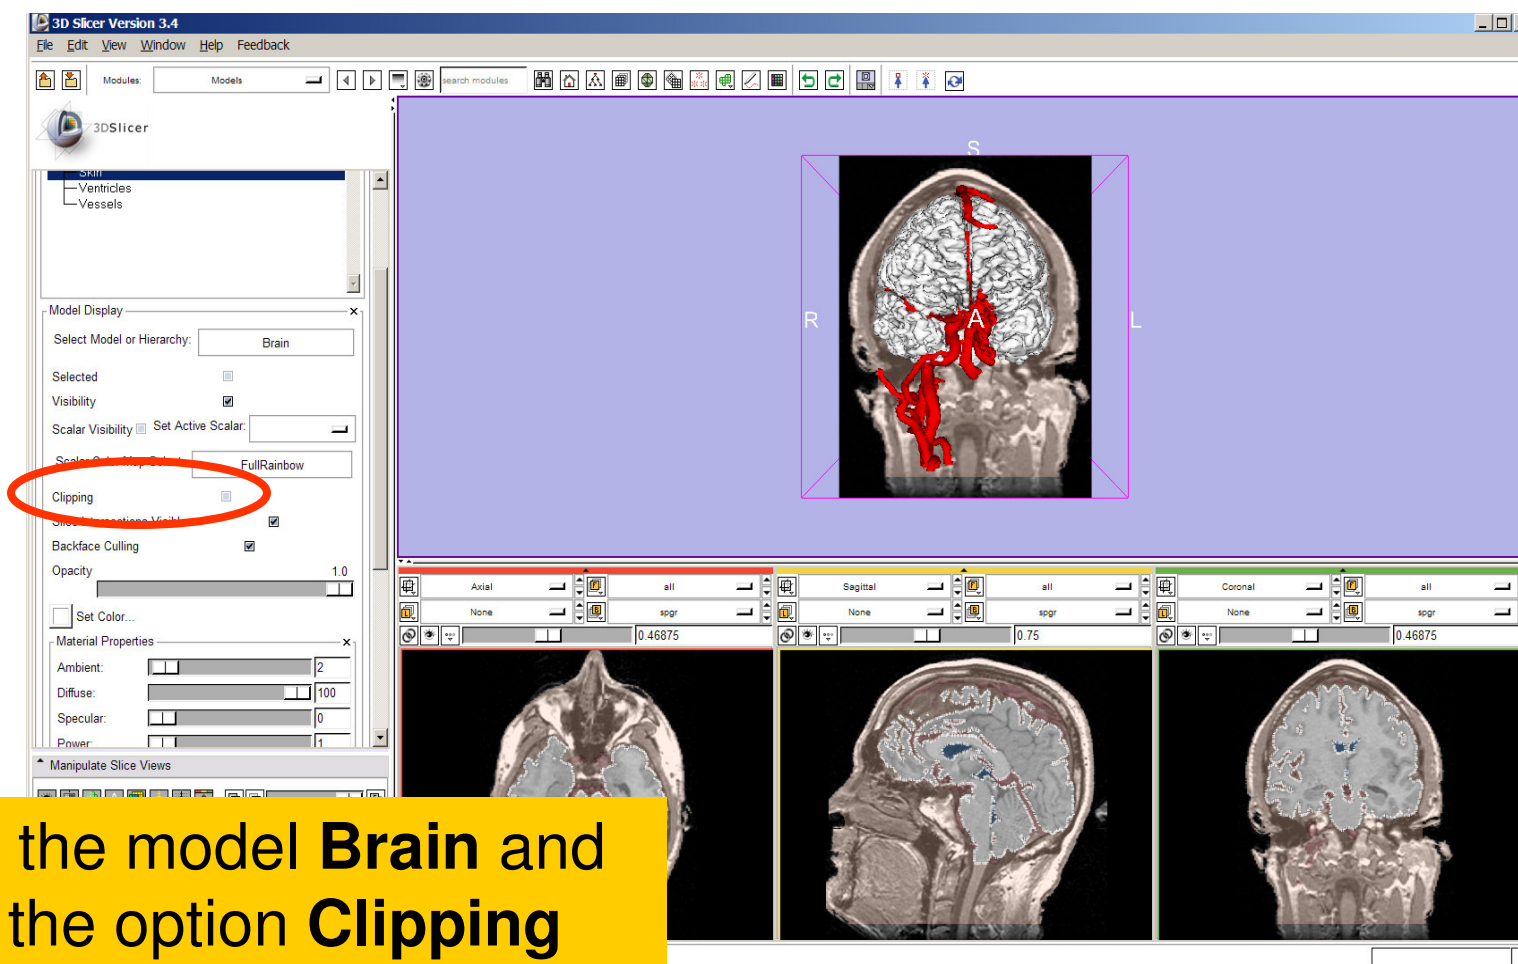 3D Slicer Version 3.4
File Edit View Window Help Feedback
Modules: Models search modules
3DSlicer
Skin
Ventricles
Vessels
Model Display
Select Model or Hierarchy: Brain
Selected
Visibility
Scalar Visibility Set Active Scalar:
FullRainbow
Clipping
Backface Culling
Opacity 1.0
Set Color...
Material Properties
Ambient: 2
Diffuse: 100
Specular: 0
Power: 1
Manipulate Slice Views
S
R A L
Axial all
None spgr
0.46875
Sagittal all
None spgr
0.75
Coronal all
None spgr
0.46875
the model Brain and
the option Clipping